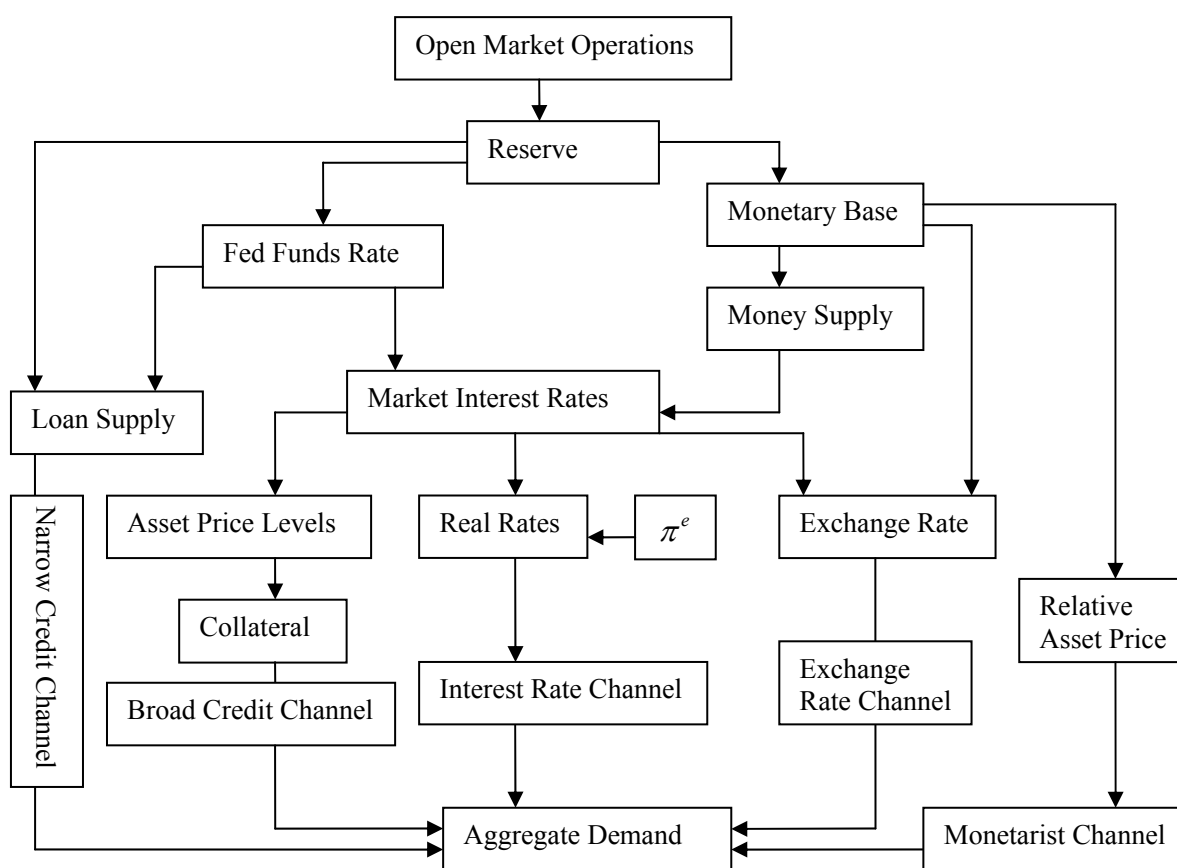 Open Market Operations
Reserve
Monetary Base
Fed Funds Rate
Money Supply
Market Interest Rates
Loan Supply
Narrow Credit Channel
Asset Price Levels
Real Rates
π^e
Exchange Rate
Collateral
Relative
Asset Price
Broad Credit Channel
Interest Rate Channel
Exchange
Rate Channel
Aggregate Demand
Monetarist Channel